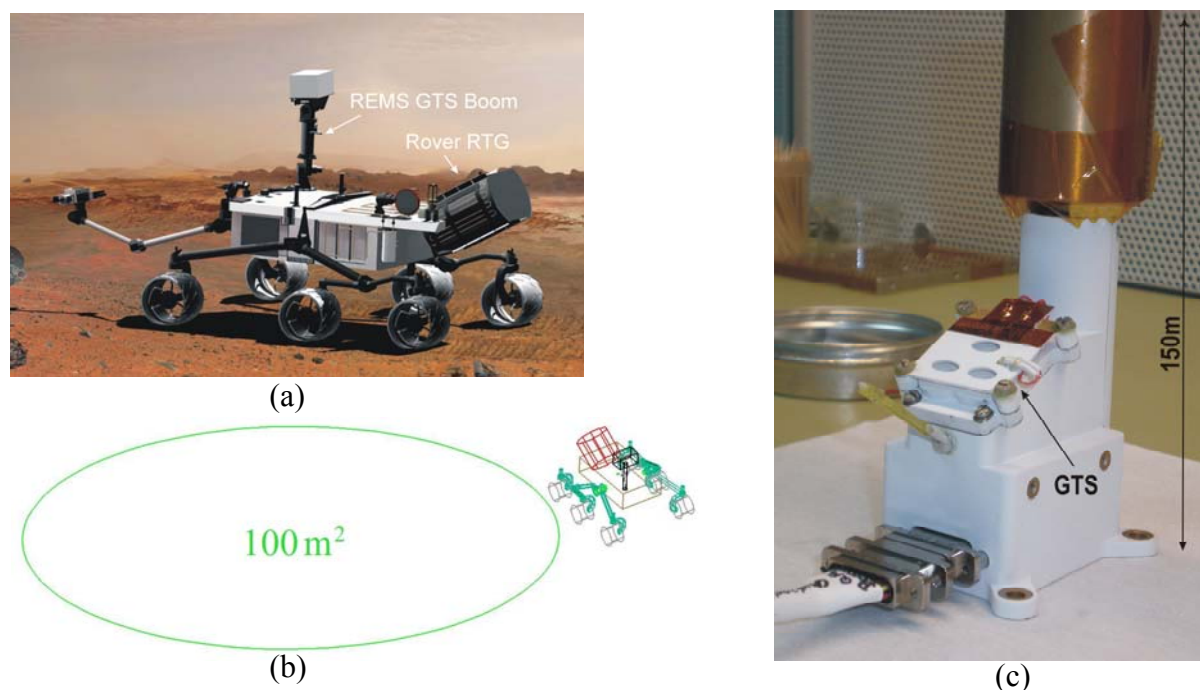 REMS GTS Boom
Rover RTG
(a)
100 m²
(b)
150m
GTS
(c)